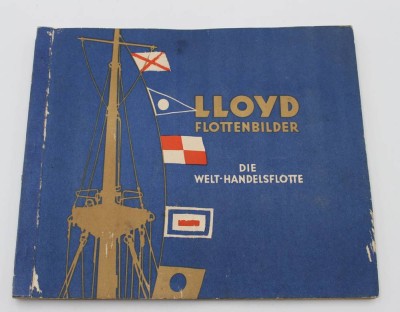 LLOYD
FLOTTENBILDER
DIE
WELT-HANDELSFLOTTE